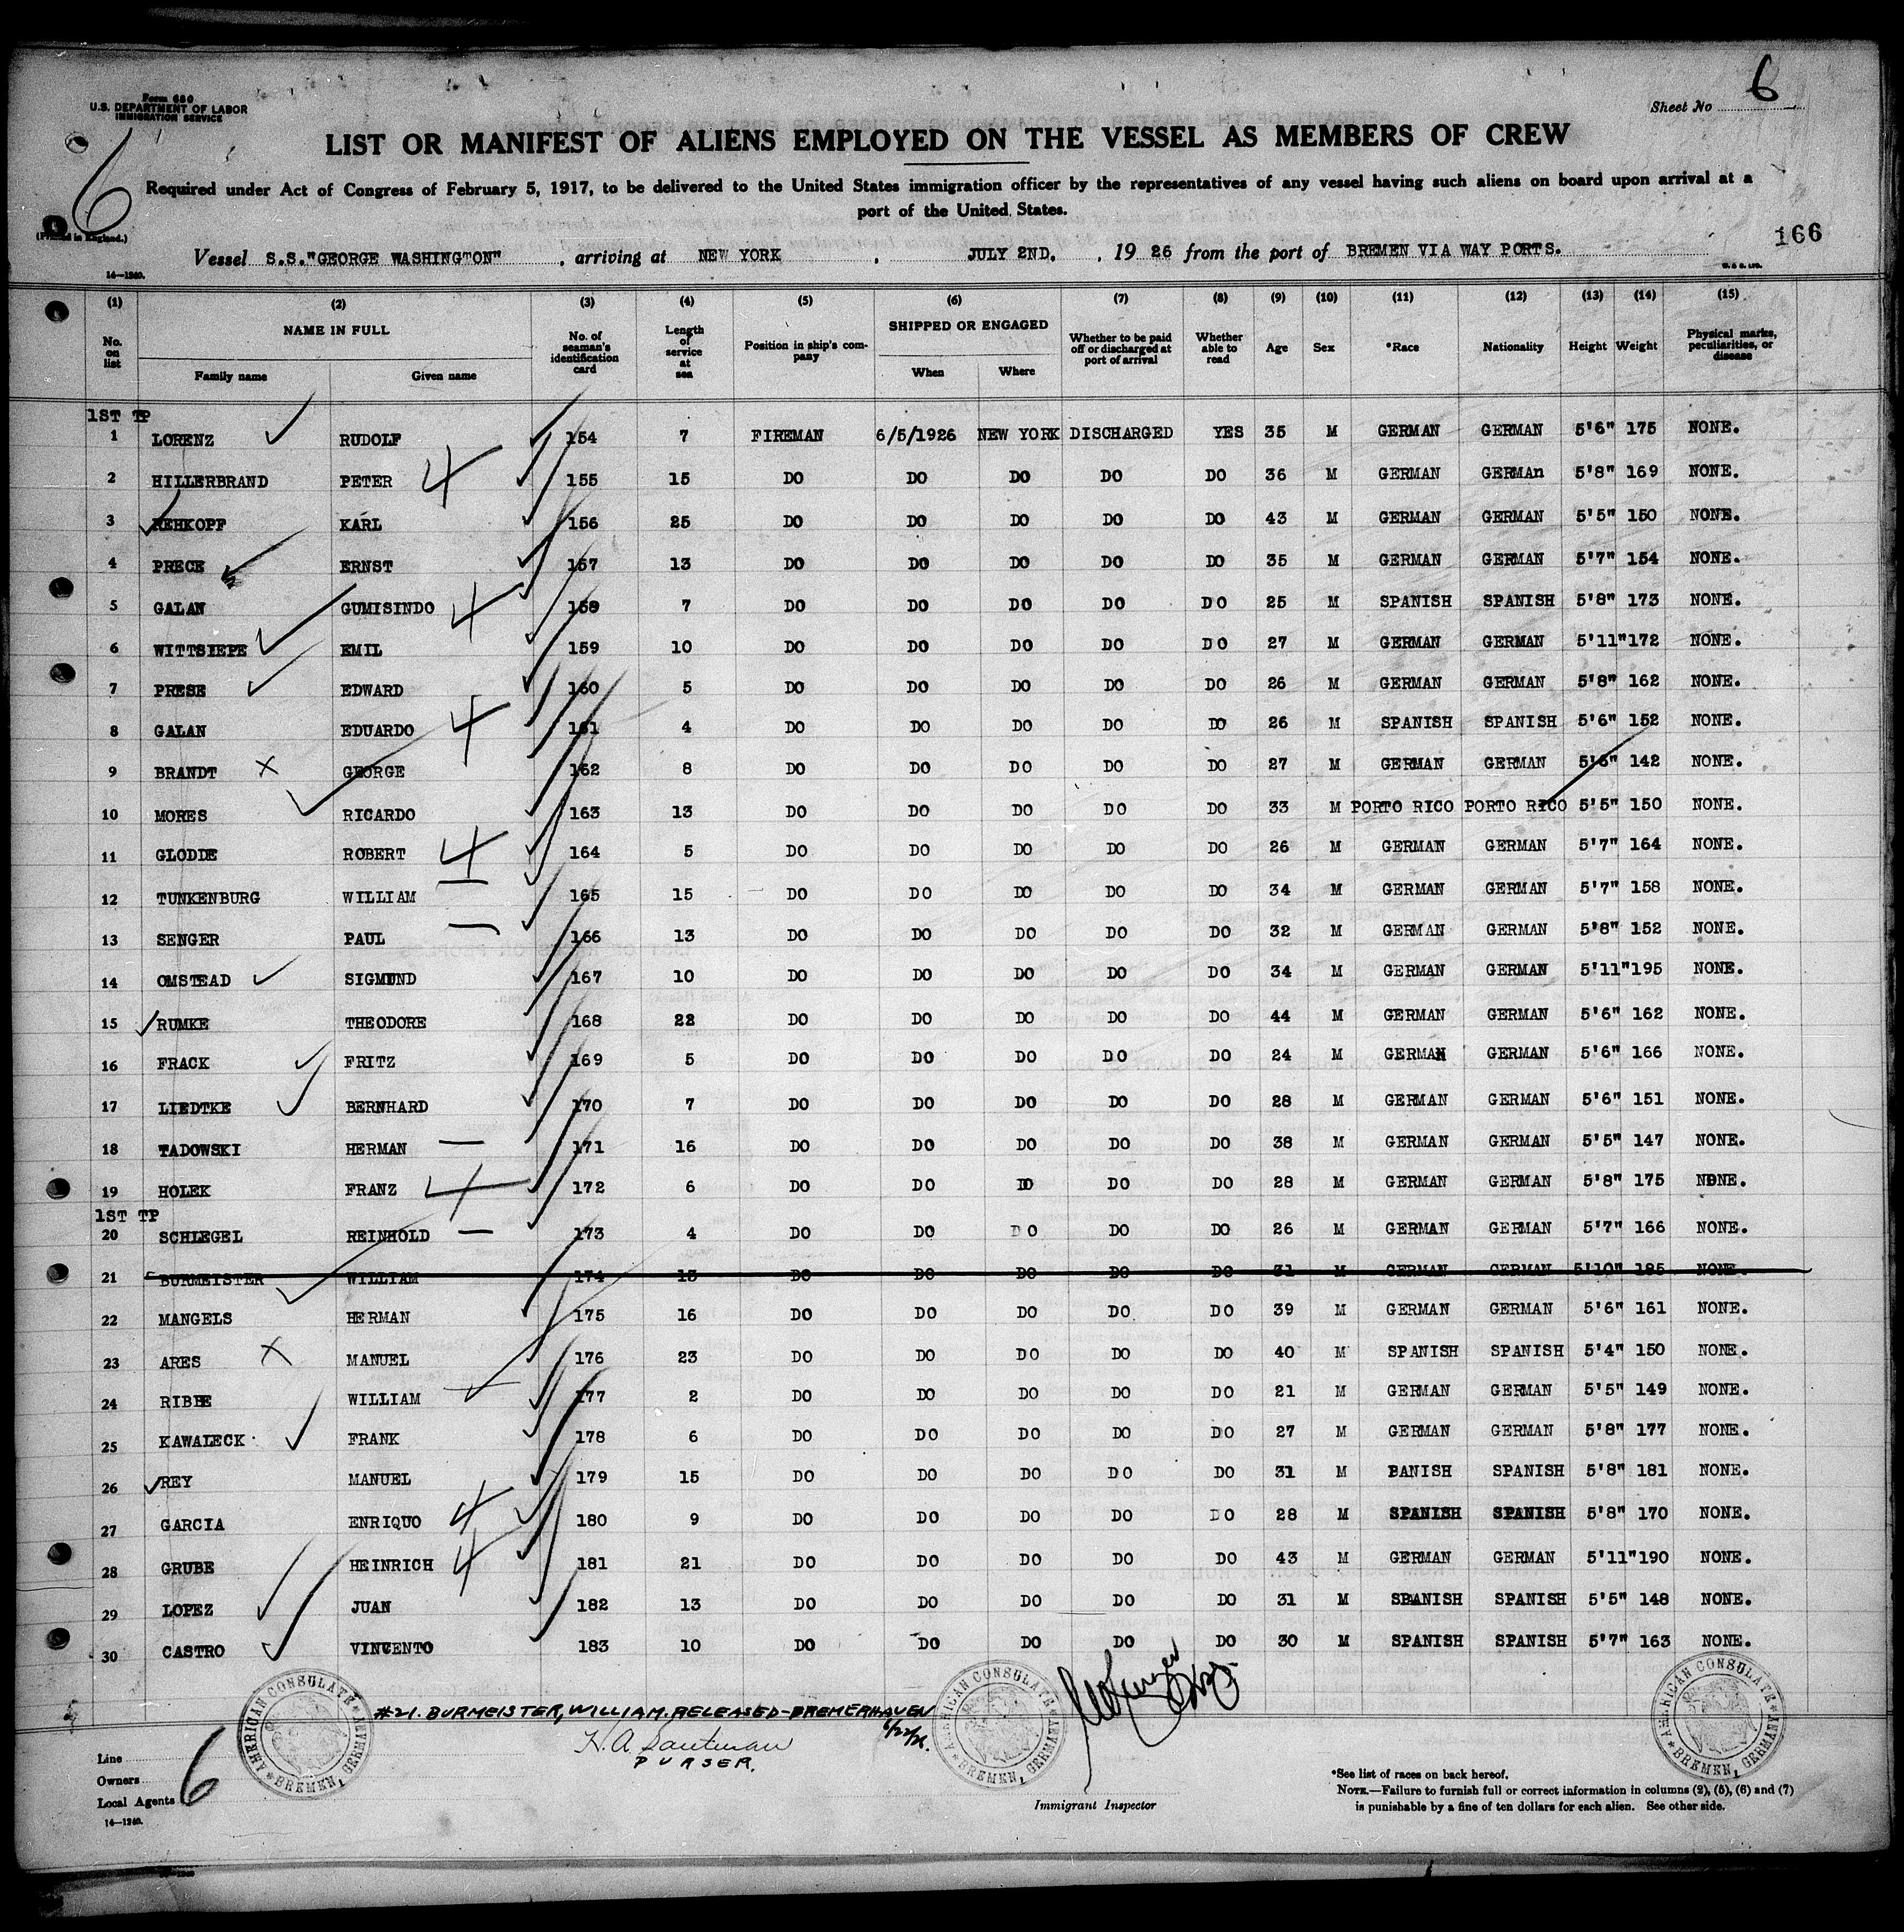 Form 680
U.S. DEPARTMENT OF LABOR
IMMIGRATION SERVICE
Sheet No 6
6
LIST OR MANIFEST OF ALIENS EMPLOYED ON THE VESSEL AS MEMBERS OF CREW
Required under Act of Congress of February 5, 1917, to be delivered to the United States immigration officer by the representatives of any vessel having such aliens on board upon arrival at a
port of the United States.
(Printed in England.)
166
Vessel S.S."GEORGE WASHINGTON" , arriving at NEW YORK , JULY 2ND. , 19 26 from the port of BREMEN VIA WAY PORTS.
14—1240.
(1) (2) (3) (4) (5) (6) (7) (8) (9) (10) (11) (12) (13) (14) (15)
No. on list NAME IN FULL Family name Given name No. of seaman's identification card Length of service at sea Position in ship's company SHIPPED OR ENGAGED When Where Whether to be paid off or discharged at port of arrival Whether able to read Age Sex *Race Nationality Height Weight Physical marks, peculiarities, or disease
1ST TP
1 LORENZ RUDOLF 154 7 FIREMAN 6/5/1926 NEW YORK DISCHARGED YES 35 M GERMAN GERMAN 5'6" 175 NONE.
2 HILLERBRAND PETER 4 155 15 DO DO DO DO DO 36 M GERMAN GERMAn 5'8" 169 NONE.
3 REHKOPF KARL 156 25 DO DO DO DO DO 43 M GERMAN GERMAN 5'5" 150 NONE.
4 PRECK ERNST 157 13 DO DO DO DO DO 35 M GERMAN GERMAN 5'7" 154 NONE.
5 GALAN GUMISINDO 4 158 7 DO DO DO DO DO 25 M SPANISH SPANISH 5'8" 173 NONE.
6 WITTSIEPE EMIL 159 10 DO DO DO DO DO 27 M GERMAN GERMAN 5'11" 172 NONE.
7 PRESE EDWARD 160 5 DO DO DO DO DO 26 M GERMAN GERMAN 5'8" 162 NONE.
8 GALAN EDUARDO 4 161 4 DO DO DO DO DO 26 M SPANISH SPANISH 5'6" 152 NONE.
9 BRANDT X GEORGE 162 8 DO DO DO DO DO 27 M GERMAN GERMAN 5'6" 142 NONE.
10 MORES RICARDO 163 13 DO DO DO DO DO 33 M PORTO RICO PORTO RICO 5'5" 150 NONE.
11 GLODDE ROBERT 4 164 5 DO DO DO DO DO 26 M GERMAN GERMAN 5'7" 164 NONE.
12 TUNKENBURG WILLIAM 165 15 DO DO DO DO DO 34 M GERMAN GERMAN 5'7" 158 NONE.
13 SENGER PAUL 166 13 DO DO DO DO DO 32 M GERMAN GERMAN 5'8" 152 NONE.
14 OMSTEAD SIGMUND 167 10 DO DO DO DO DO 34 M GERMAN GERMAN 5'11" 195 NONE.
15 RUMKE THEODORE 168 22 DO DO DO DO DO 44 M GERMAN GERMAN 5'6" 162 NONE.
16 FRACK FRITZ 169 5 DO DO DO DO DO 24 M GERMAN GERMAN 5'6" 166 NONE.
17 LIEDTKE BERNHARD 170 7 DO DO DO DO DO 28 M GERMAN GERMAN 5'6" 151 NONE.
18 TADOWSKI HERMAN 171 16 DO DO DO DO DO 38 M GERMAN GERMAN 5'5" 147 NONE.
19 HOLEK FRANZ 4 172 6 DO DO DO DO DO 28 M GERMAN GERMAN 5'8" 175 NONE.
1ST TP
20 SCHLEGEL REINHOLD 173 4 DO DO DO DO DO 26 M GERMAN GERMAN 5'7" 166 NONE.
21 BURMEISTER WILLIAM 174 15 DO DO DO DO DO 31 M GERMAN GERMAN 5'10" 185 NONE.
22 MANGELS HERMAN 175 16 DO DO DO DO DO 39 M GERMAN GERMAN 5'6" 161 NONE.
23 ARES X MANUEL 176 23 DO DO DO DO DO 40 M SPANISH SPANISH 5'4" 150 NONE.
24 RIBBE WILLIAM 177 2 DO DO DO DO DO 21 M GERMAN GERMAN 5'5" 149 NONE.
25 KAWALECK FRANK 178 6 DO DO DO DO DO 27 M GERMAN GERMAN 5'8" 177 NONE.
26 REY MANUEL 179 15 DO DO DO DO DO 31 M BANISH SPANISH 5'8" 181 NONE.
27 GARCIA ENRIQUO 4 180 9 DO DO DO DO DO 28 M SPANISH SPANISH 5'8" 170 NONE.
28 GRUBE HEINRICH 4 181 21 DO DO DO DO DO 43 M GERMAN GERMAN 5'11" 190 NONE.
29 LOPEZ JUAN 182 13 DO DO DO DO DO 31 M SPANISH SPANISH 5'5" 148 NONE.
30 CASTRO VINCENTO 183 10 DO DO DO DO DO 30 M SPANISH SPANISH 5'7" 163 NONE.
AMERICAN CONSULATE BREMEN, GERMANY
AMERICAN CONSULATE BREMEN, GERMANY
AMERICAN CONSULATE BREMEN, GERMANY
#21. BURMEISTER, WILLIAM. RELEASED-BREMERHAVEN
6/22/26.
H.A.
PURSER.
Line
Owners
Local Agents
6
14—1240.
Immigrant Inspector
*See list of races on back hereof.
NOTE.—Failure to furnish full or correct information in columns (2), (5), (6) and (7)
is punishable by a fine of ten dollars for each alien. See other side.